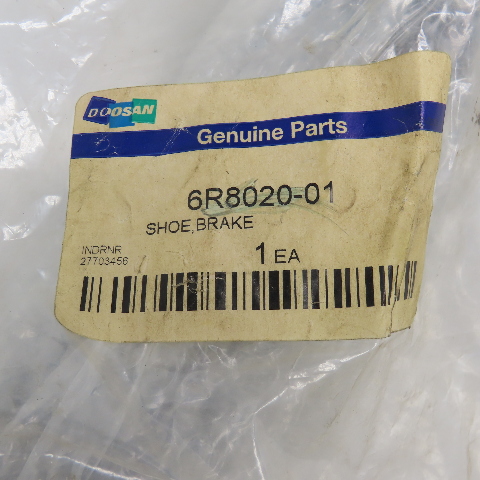 DOOSAN
Genuine Parts
6R8020-01
SHOE,BRAKE
1 EA
INDRNR
27703456